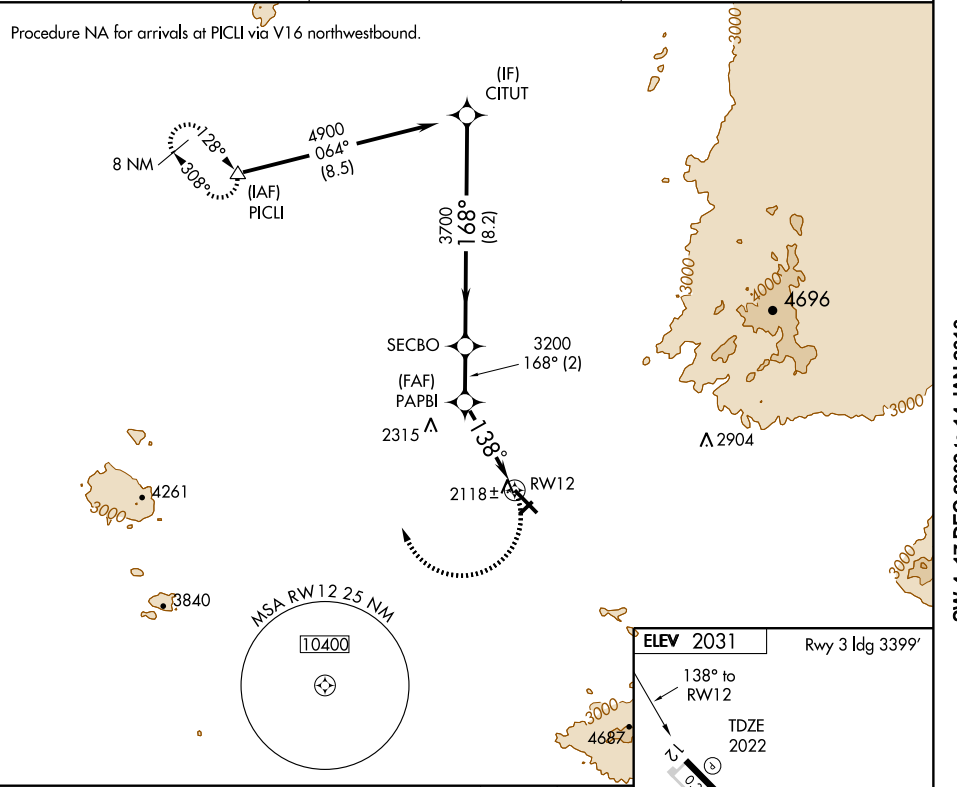 Procedure NA for arrivals at PICLI via V16 northwestbound.
3000
(IF)
CITUT
4900
064°
(8.5)
128°
8 NM
308°
(IAF)
PICLI
3700
168°
(8.2)
3000
4000
4696
SECBO
3200
168° (2)
(FAF)
PAPBI
2315
138°
3000
2904
4261
3000
2118±
RW12
3840
3000
MSA RW12 25 NM
10400
3000
4687
ELEV 2031
Rwy 3 ldg 3399'
138° to
RW12
TDZE
2022
12
P